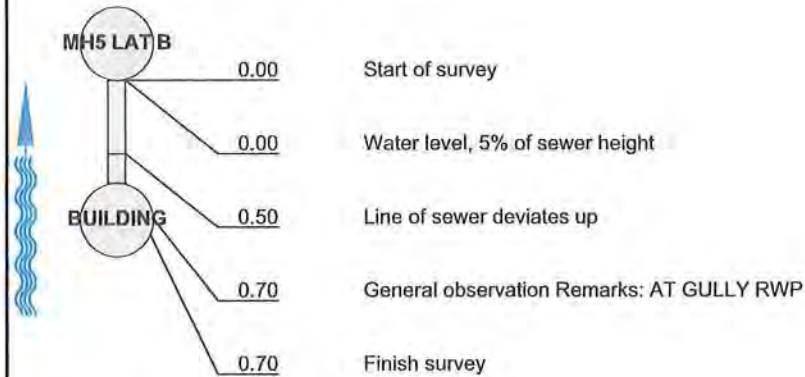 MH5 LAT B
0.00 Start of survey
0.00 Water level, 5% of sewer height
0.50 Line of sewer deviates up
BUILDING
0.70 General observation Remarks: AT GULLY RWP
0.70 Finish survey